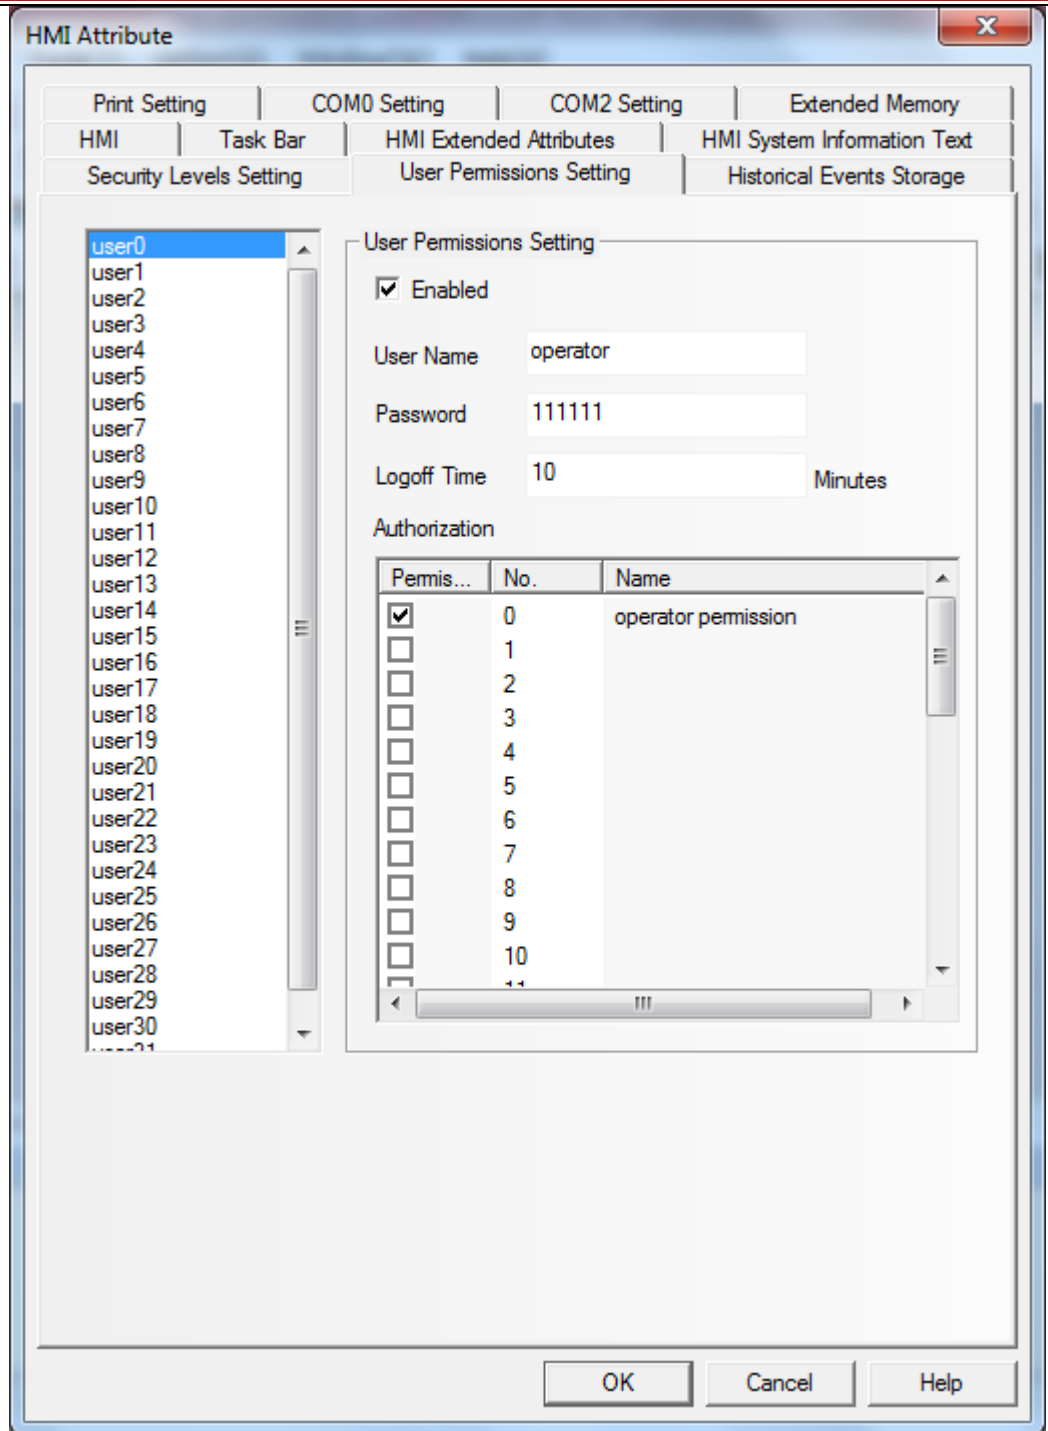 HMI Attribute
Print Setting COM0 Setting COM2 Setting Extended Memory
HMI Task Bar HMI Extended Attributes HMI System Information Text
Security Levels Setting User Permissions Setting Historical Events Storage
user0
user1
user2
user3
user4
user5
user6
user7
user8
user9
user10
user11
user12
user13
user14
user15
user16
user17
user18
user19
user20
user21
user22
user23
user24
user25
user26
user27
user28
user29
user30
user31
User Permissions Setting
Enabled
User Name operator
Password 111111
Logoff Time 10 Minutes
Authorization
Permis... No. Name
0 operator permission
1
2
3
4
5
6
7
8
9
10
11
OK Cancel Help